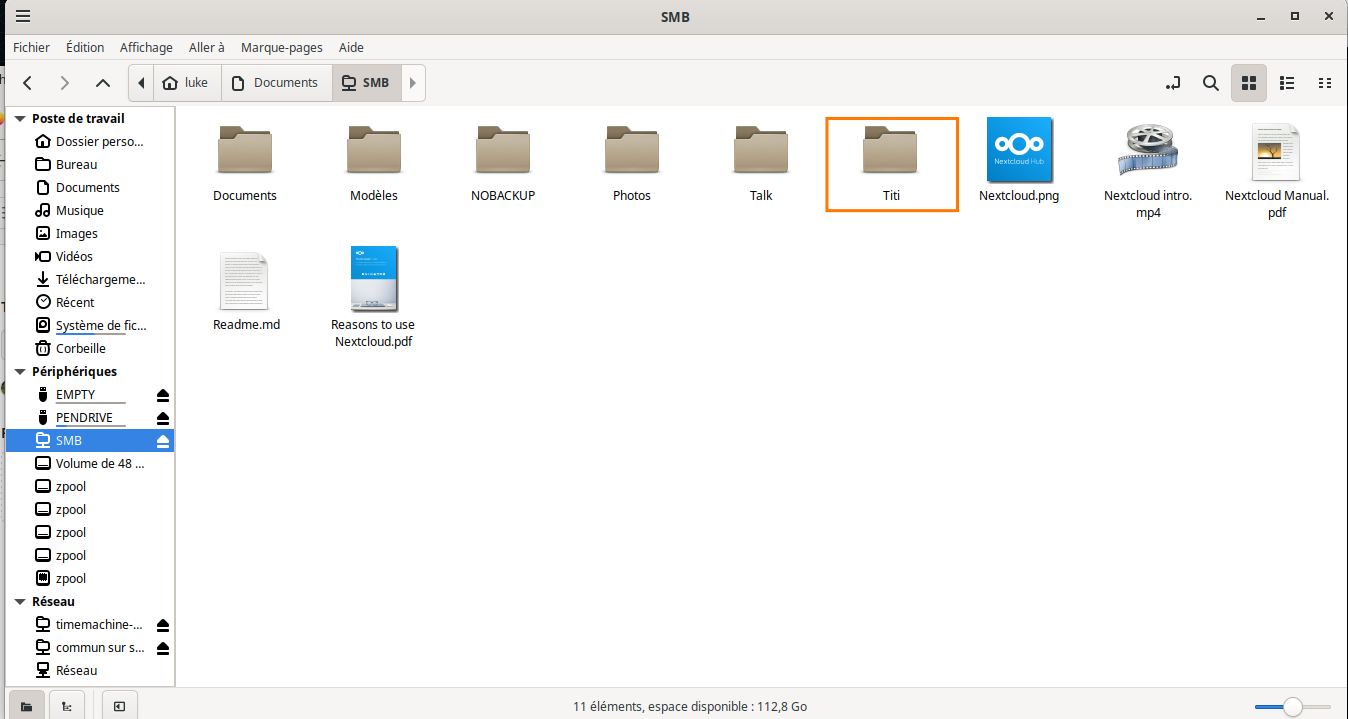 SMB
Fichier Édition Affichage Aller à Marque-pages Aide
luke Documents SMB
Poste de travail
Dossier perso...
Bureau
Documents
Musique
Images
Vidéos
Téléchargeme...
Récent
Système de fic...
Corbeille
Périphériques
EMPTY
PENDRIVE
SMB
Volume de 48 ...
zpool
zpool
zpool
zpool
zpool
Réseau
timemachine-...
commun sur s...
Réseau
Documents
Modèles
NOBACKUP
Photos
Talk
Titi
Nextcloud Hub
Nextcloud.png
Nextcloud intro.
mp4
Nextcloud Manual.
pdf
Readme.md
Reasons to use
Nextcloud.pdf
11 éléments, espace disponible : 112,8 Go